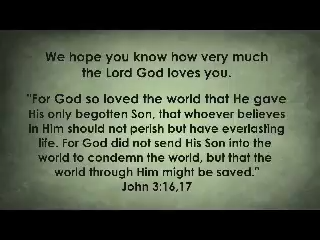 We hope you know how very much
the Lord God loves you.
"For God so loved the world that He gave
His only begotten Son, that whoever believes
in Him should not perish but have everlasting
life. For God did not send His Son into the
world to condemn the world, but that the
world through Him might be saved."
John 3:16,17